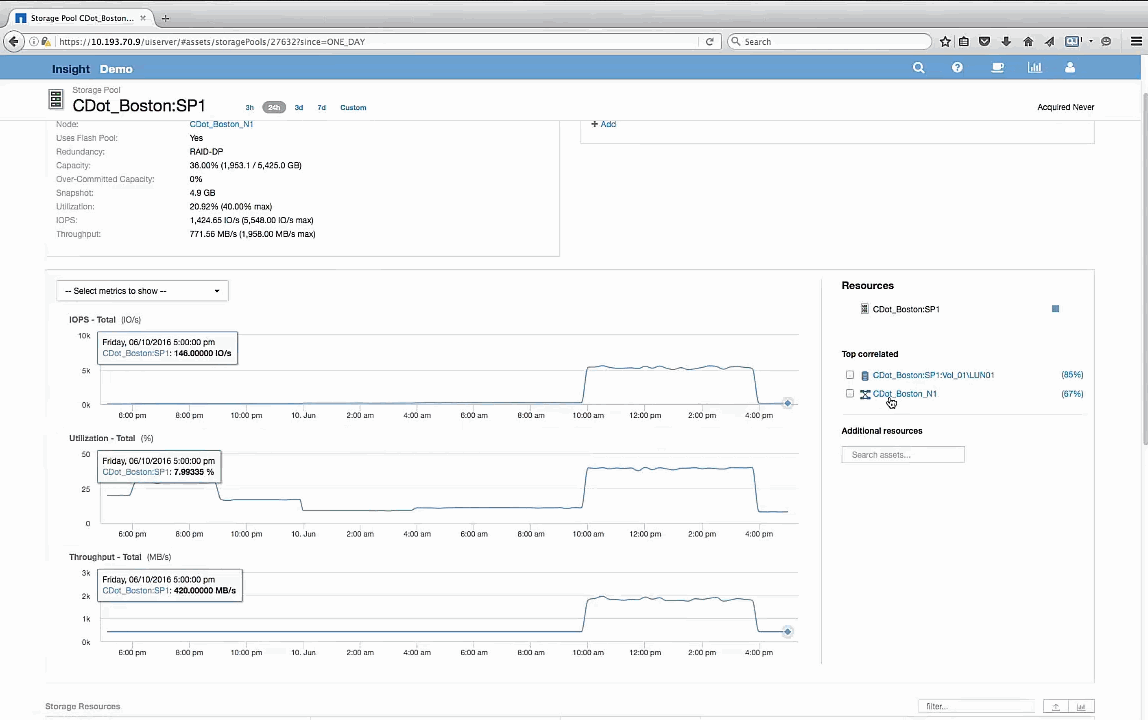 Storage Pool CDot_Boston...
https://10.193.70.9/uiserver/#assets/storagePools/27632?since=ONE_DAY
Search
Insight Demo
Storage Pool
CDot_Boston:SP1
3h 24h 3d 7d Custom
Acquired Never
Node: CDot_Boston_N1
Uses Flash Pool: Yes
Redundancy: RAID-DP
Capacity: 36.00% (1,953.1 / 5,425.0 GB)
Over-Committed Capacity: 0%
Snapshot: 4.9 GB
Utilization: 20.92% (40.00% max)
IOPS: 1,424.65 IO/s (5,548.00 IO/s max)
Throughput: 771.56 MB/s (1,958.00 MB/s max)
+ Add
-- Select metrics to show --
IOPS - Total (IO/s)
10k
5k
0k
Friday, 06/10/2016 5:00:00 pm
CDot_Boston:SP1: 146.00000 IO/s
6:00 pm 8:00 pm 10:00 pm 10. Jun 2:00 am 4:00 am 6:00 am 8:00 am 10:00 am 12:00 pm 2:00 pm 4:00 pm
Utilization - Total (%)
50
25
0
Friday, 06/10/2016 5:00:00 pm
CDot_Boston:SP1: 7.99335 %
6:00 pm 8:00 pm 10:00 pm 10. Jun 2:00 am 4:00 am 6:00 am 8:00 am 10:00 am 12:00 pm 2:00 pm 4:00 pm
Throughput - Total (MB/s)
3k
2k
1k
0k
Friday, 06/10/2016 5:00:00 pm
CDot_Boston:SP1: 420.00000 MB/s
6:00 pm 8:00 pm 10:00 pm 10. Jun 2:00 am 4:00 am 6:00 am 8:00 am 10:00 am 12:00 pm 2:00 pm 4:00 pm
Resources
CDot_Boston:SP1
Top correlated
CDot_Boston:SP1:Vol_01\LUN01 (85%)
CDot_Boston_N1 (67%)
Additional resources
Search assets...
Storage Resources
filter...